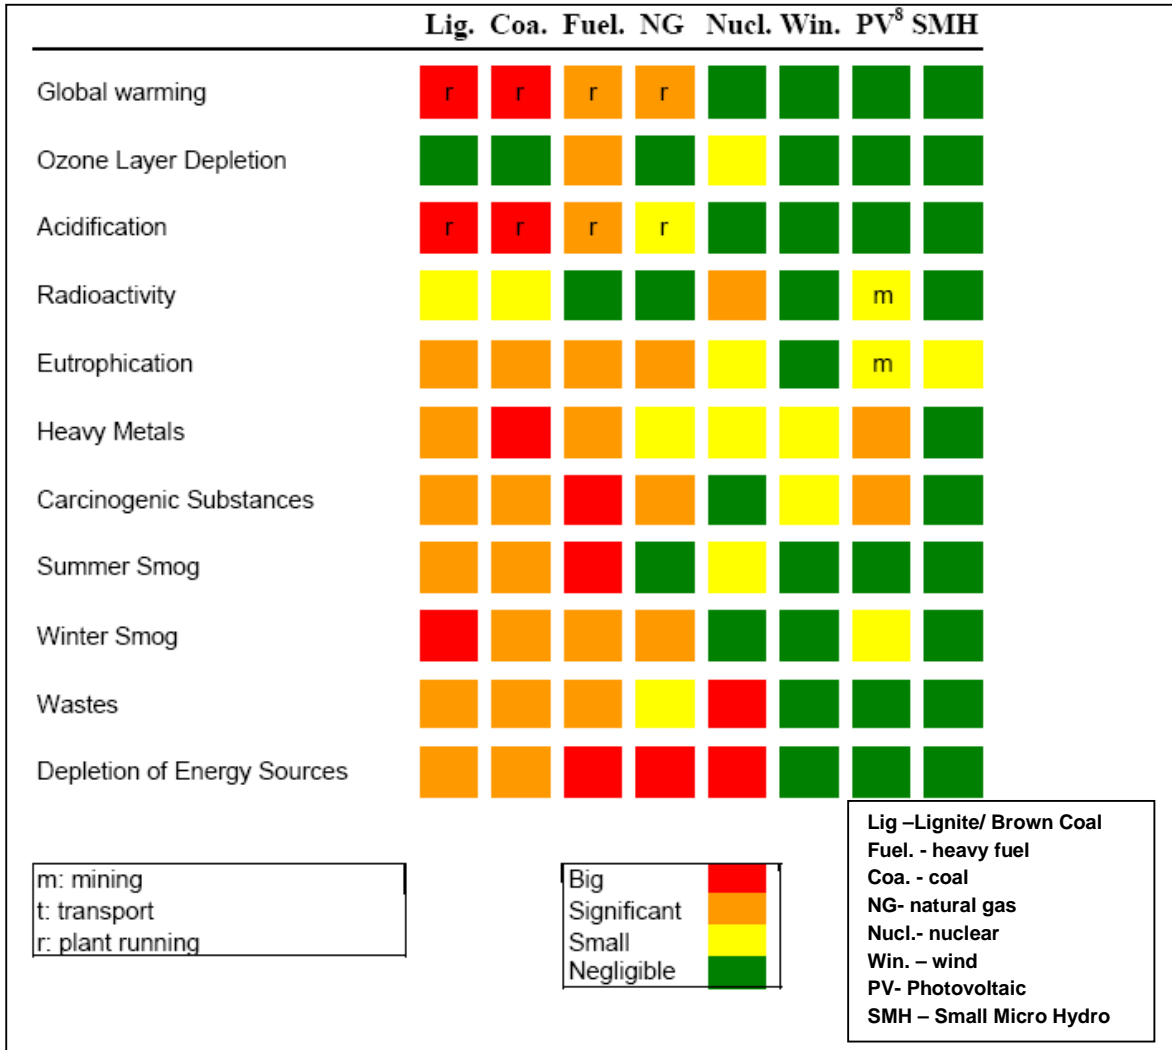 Lig. Coa. Fuel. NG Nucl. Win. PV⁸ SMH
Global warming r r r r
Ozone Layer Depletion
Acidification r r r r
Radioactivity m
Eutrophication m
Heavy Metals
Carcinogenic Substances
Summer Smog
Winter Smog
Wastes
Depletion of Energy Sources
m: mining
t: transport
r: plant running
Big
Significant
Small
Negligible
Lig –Lignite/ Brown Coal
Fuel. - heavy fuel
Coa. - coal
NG- natural gas
Nucl.- nuclear
Win. – wind
PV- Photovoltaic
SMH – Small Micro Hydro